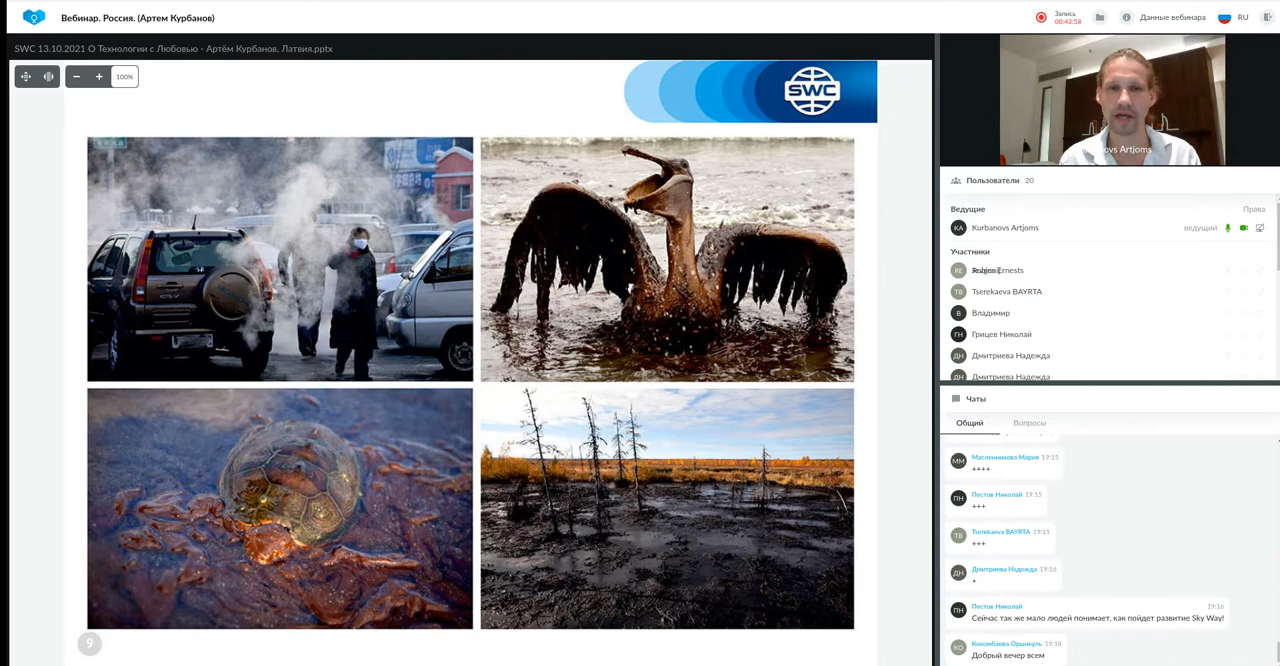 Вебинар. Россия. (Артем Курбанов)
Запись
00:43:58
Данные вебинара
RU
SWC 13.10.2021 О Технологии с Любовью - Артём Курбанов, Латвия.pptx
100%
SWC
CR-V
9
ovs Artjoms
Пользователи 20
Ведущие
Права
KA Kurbanovs Artjoms
ведущий
Участники
RE
Ernests
TB Tserekaeva BAYRTA
В Владимир
ГН Грицев Николай
ДН Дмитриева Надежда
ДН Дмитриева Надежда
Чаты
Общий
Вопросы
ММ Масленникова Мария 19:15
++++
ПН Пестов Николай 19:15
+++
TB Tserekaeva BAYRTA 19:15
+++
ДН Дмитриева Надежда 19:16
+
ПН Пестов Николай 19:16
Сейчас так же мало людей понимает, как пойдет развитие Sky Way!
КО Кокомбаева Орынкуль 19:18
Добрый вечер всем